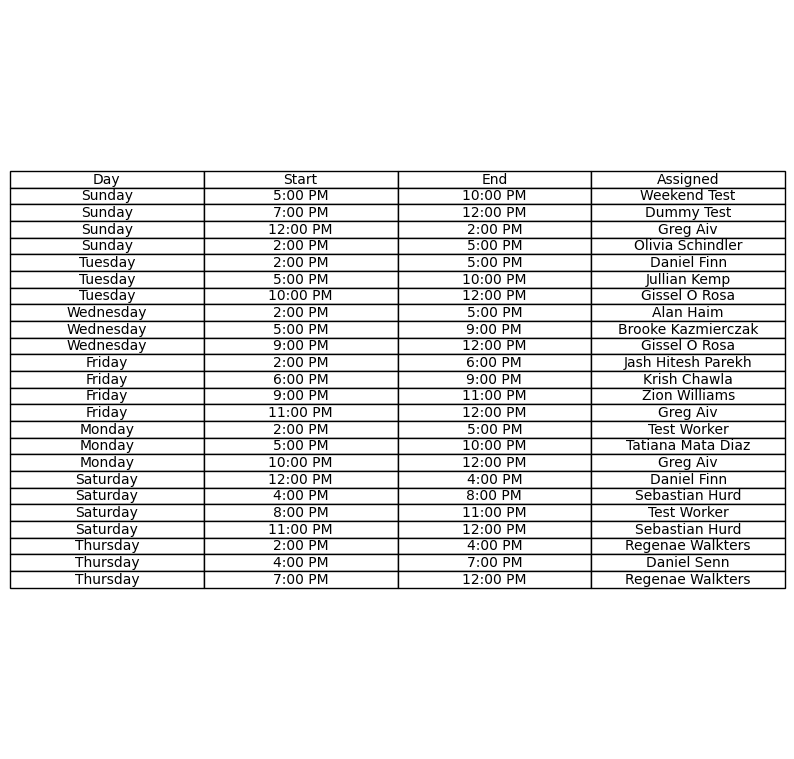 Day Start End Assigned
Sunday 5:00 PM 10:00 PM Weekend Test
Sunday 7:00 PM 12:00 PM Dummy Test
Sunday 12:00 PM 2:00 PM Greg Aiv
Sunday 2:00 PM 5:00 PM Olivia Schindler
Tuesday 2:00 PM 5:00 PM Daniel Finn
Tuesday 5:00 PM 10:00 PM Jullian Kemp
Tuesday 10:00 PM 12:00 PM Gissel O Rosa
Wednesday 2:00 PM 5:00 PM Alan Haim
Wednesday 5:00 PM 9:00 PM Brooke Kazmierczak
Wednesday 9:00 PM 12:00 PM Gissel O Rosa
Friday 2:00 PM 6:00 PM Jash Hitesh Parekh
Friday 6:00 PM 9:00 PM Krish Chawla
Friday 9:00 PM 11:00 PM Zion Williams
Friday 11:00 PM 12:00 PM Greg Aiv
Monday 2:00 PM 5:00 PM Test Worker
Monday 5:00 PM 10:00 PM Tatiana Mata Diaz
Monday 10:00 PM 12:00 PM Greg Aiv
Saturday 12:00 PM 4:00 PM Daniel Finn
Saturday 4:00 PM 8:00 PM Sebastian Hurd
Saturday 8:00 PM 11:00 PM Test Worker
Saturday 11:00 PM 12:00 PM Sebastian Hurd
Thursday 2:00 PM 4:00 PM Regenae Walkters
Thursday 4:00 PM 7:00 PM Daniel Senn
Thursday 7:00 PM 12:00 PM Regenae Walkters